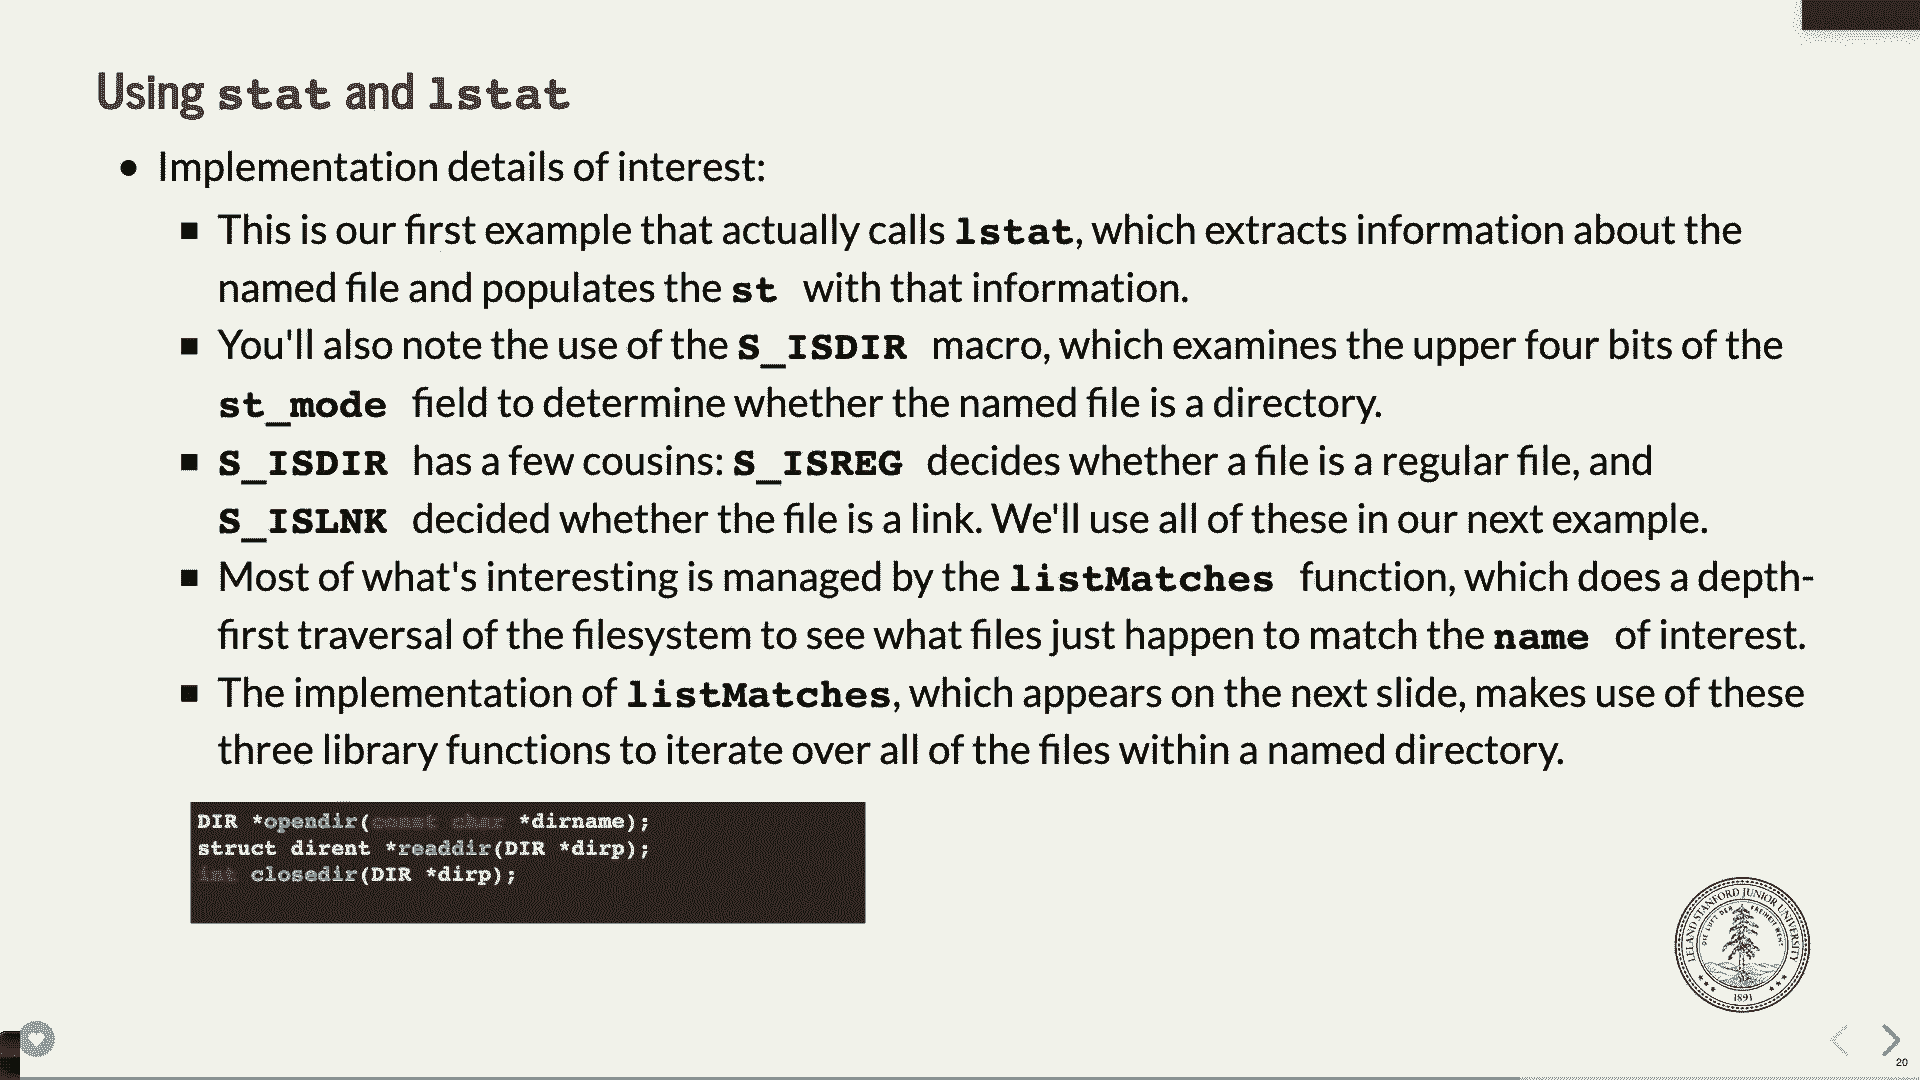 Using stat and lstat
• Implementation details of interest:
▪ This is our first example that actually calls lstat, which extracts information about the
named file and populates the st with that information.
▪ You'll also note the use of the S_ISDIR macro, which examines the upper four bits of the
st_mode field to determine whether the named file is a directory.
▪ S_ISDIR has a few cousins: S_ISREG decides whether a file is a regular file, and
S_ISLNK decided whether the file is a link. We'll use all of these in our next example.
▪ Most of what's interesting is managed by the listMatches function, which does a depth-
first traversal of the filesystem to see what files just happen to match the name of interest.
▪ The implementation of listMatches, which appears on the next slide, makes use of these
three library functions to iterate over all of the files within a named directory.
DIR *opendir(const char *dirname);
struct dirent *readdir(DIR *dirp);
int closedir(DIR *dirp);
LELAND STANFORD JUNIOR UNIVERSITY
DIE LUFT DER FREIHEIT WEHT
1891
20